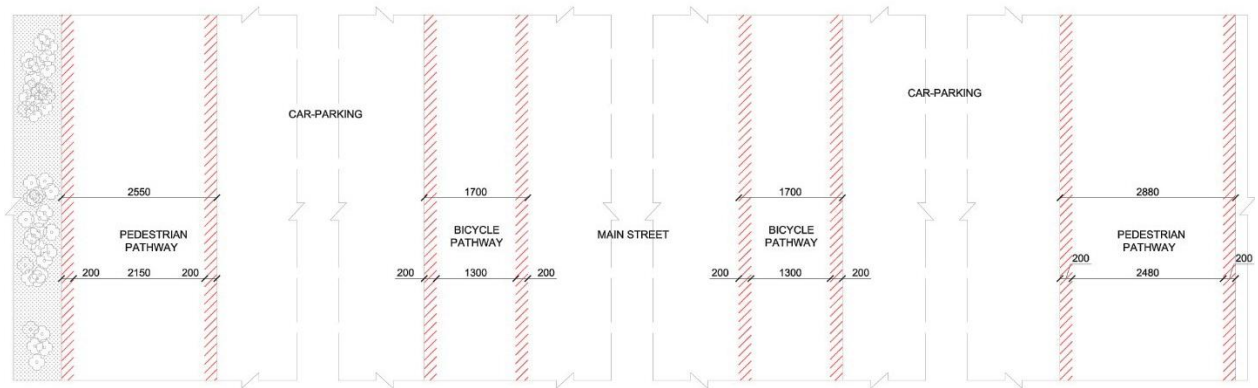 CAR-PARKING
CAR-PARKING
2550
1700
1700
2880
PEDESTRIAN
PATHWAY
BICYCLE
PATHWAY
MAIN STREET
BICYCLE
PATHWAY
PEDESTRIAN
PATHWAY
200 2150 200
200 1300 200
200 1300 200
200 2480 200